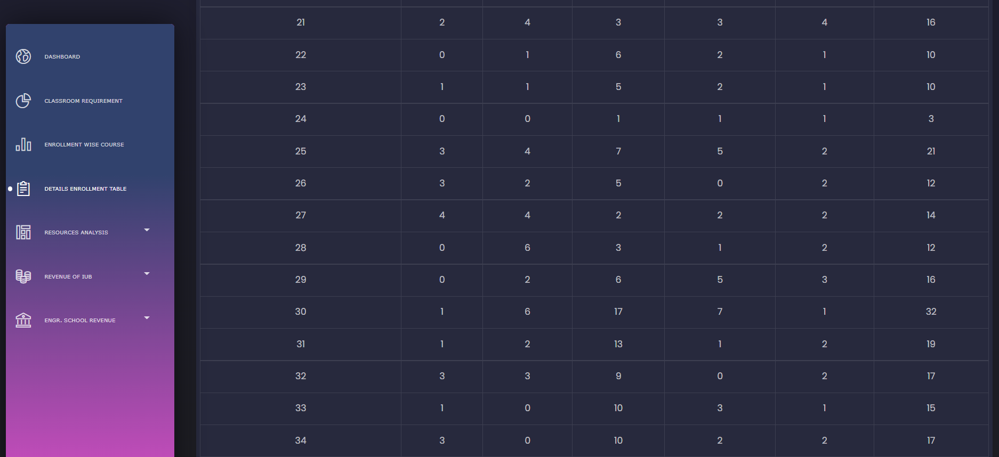 DASHBOARD
CLASSROOM REQUIREMENT
ENROLLMENT WISE COURSE
DETAILS ENROLLMENT TABLE
RESOURCES ANALYSIS
REVENUE OF IUB
ENGR. SCHOOL REVENUE
21 2 4 3 3 4 16
22 0 1 6 2 1 10
23 1 1 5 2 1 10
24 0 0 1 1 1 3
25 3 4 7 5 2 21
26 3 2 5 0 2 12
27 4 4 2 2 2 14
28 0 6 3 1 2 12
29 0 2 6 5 3 16
30 1 6 17 7 1 32
31 1 2 13 1 2 19
32 3 3 9 0 2 17
33 1 0 10 3 1 15
34 3 0 10 2 2 17